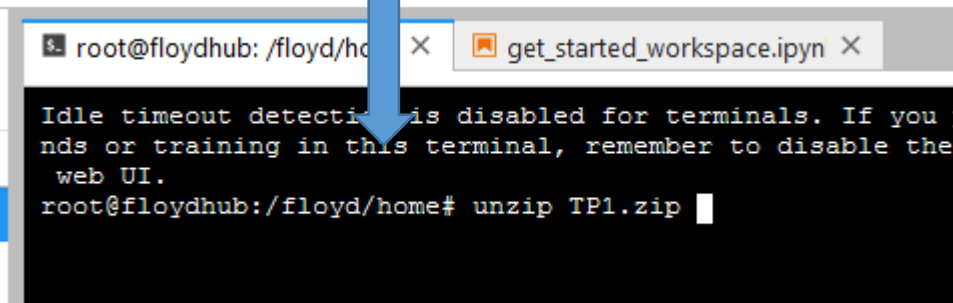 root@floydhub: /floyd/ho
get_started_workspace.ipyn
Idle timeout detecti is disabled for terminals. If you
nds or training in this terminal, remember to disable the
web UI.
root@floydhub:/floyd/home# unzip TP1.zip